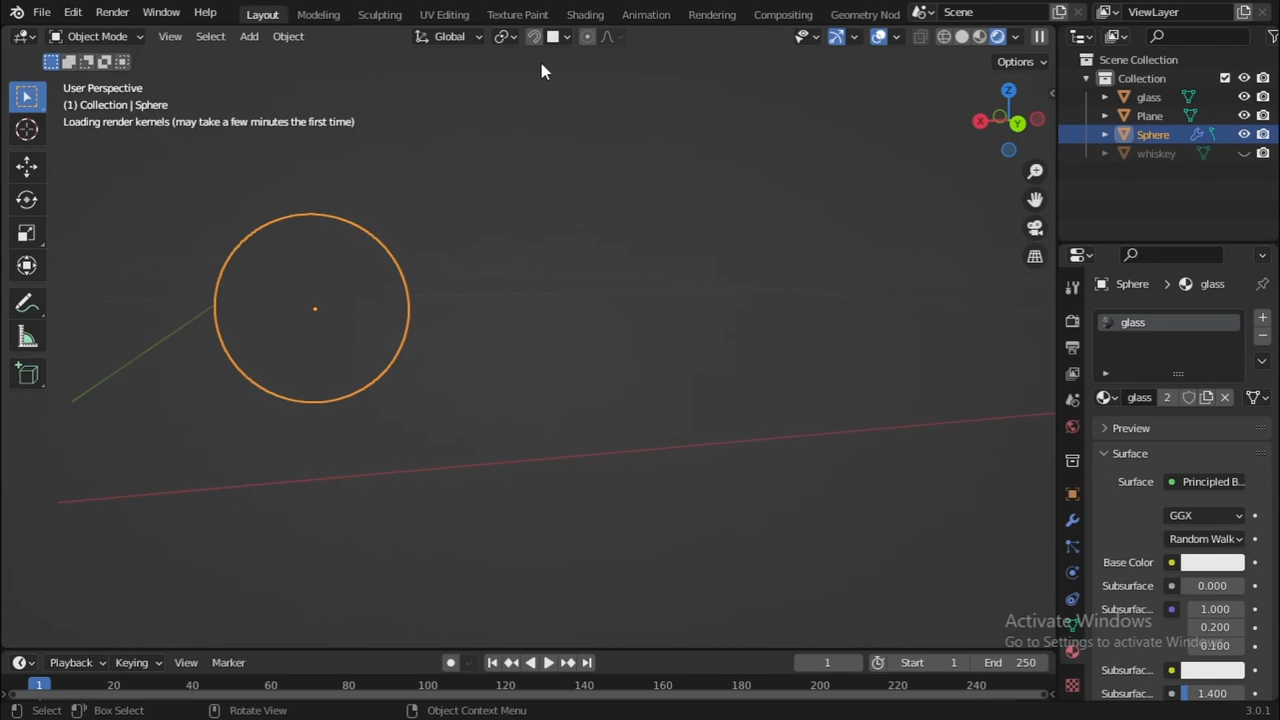 File Edit Render Window Help Layout Modeling Sculpting UV Editing Texture Paint Shading Animation Rendering Compositing Geometry Nod Scene ViewLayer
Object Mode View Select Add Object Global
Options
User Perspective
(1) Collection | Sphere
Loading render kernels (may take a few minutes the first time)
Z
X
Y
Scene Collection
Collection
glass
Plane
Sphere
whiskey
Sphere > glass
glass
glass 2
Preview
Surface
Surface Principled B...
GGX
Random Walk
Base Color
Subsurface 0.000
Subsurfac... 1.000
0.200
0.100
Subsurfac...
Subsurfac... 1.400
Activate Windows
Go to Settings to activate Windows.
Playback Keying View Marker 1 Start 1 End 250
1 20 40 60 80 100 120 140 160 180 200 220 240
Select Box Select Rotate View Object Context Menu 3.0.1